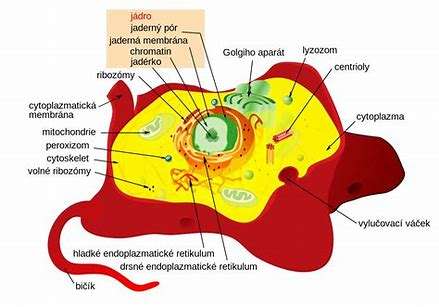 jádro
jaderný pór
jaderná membrána
chromatin
jadérko
ribozómy
Golgiho aparát
lyzozom
centrioly
cytoplazmatická
membrána
mitochondrie
peroxizom
cytoskelet
volné ribozómy
cytoplazma
vylučovací váček
hladké endoplazmatické retikulum
drsné endoplazmatické retikulum
bičík